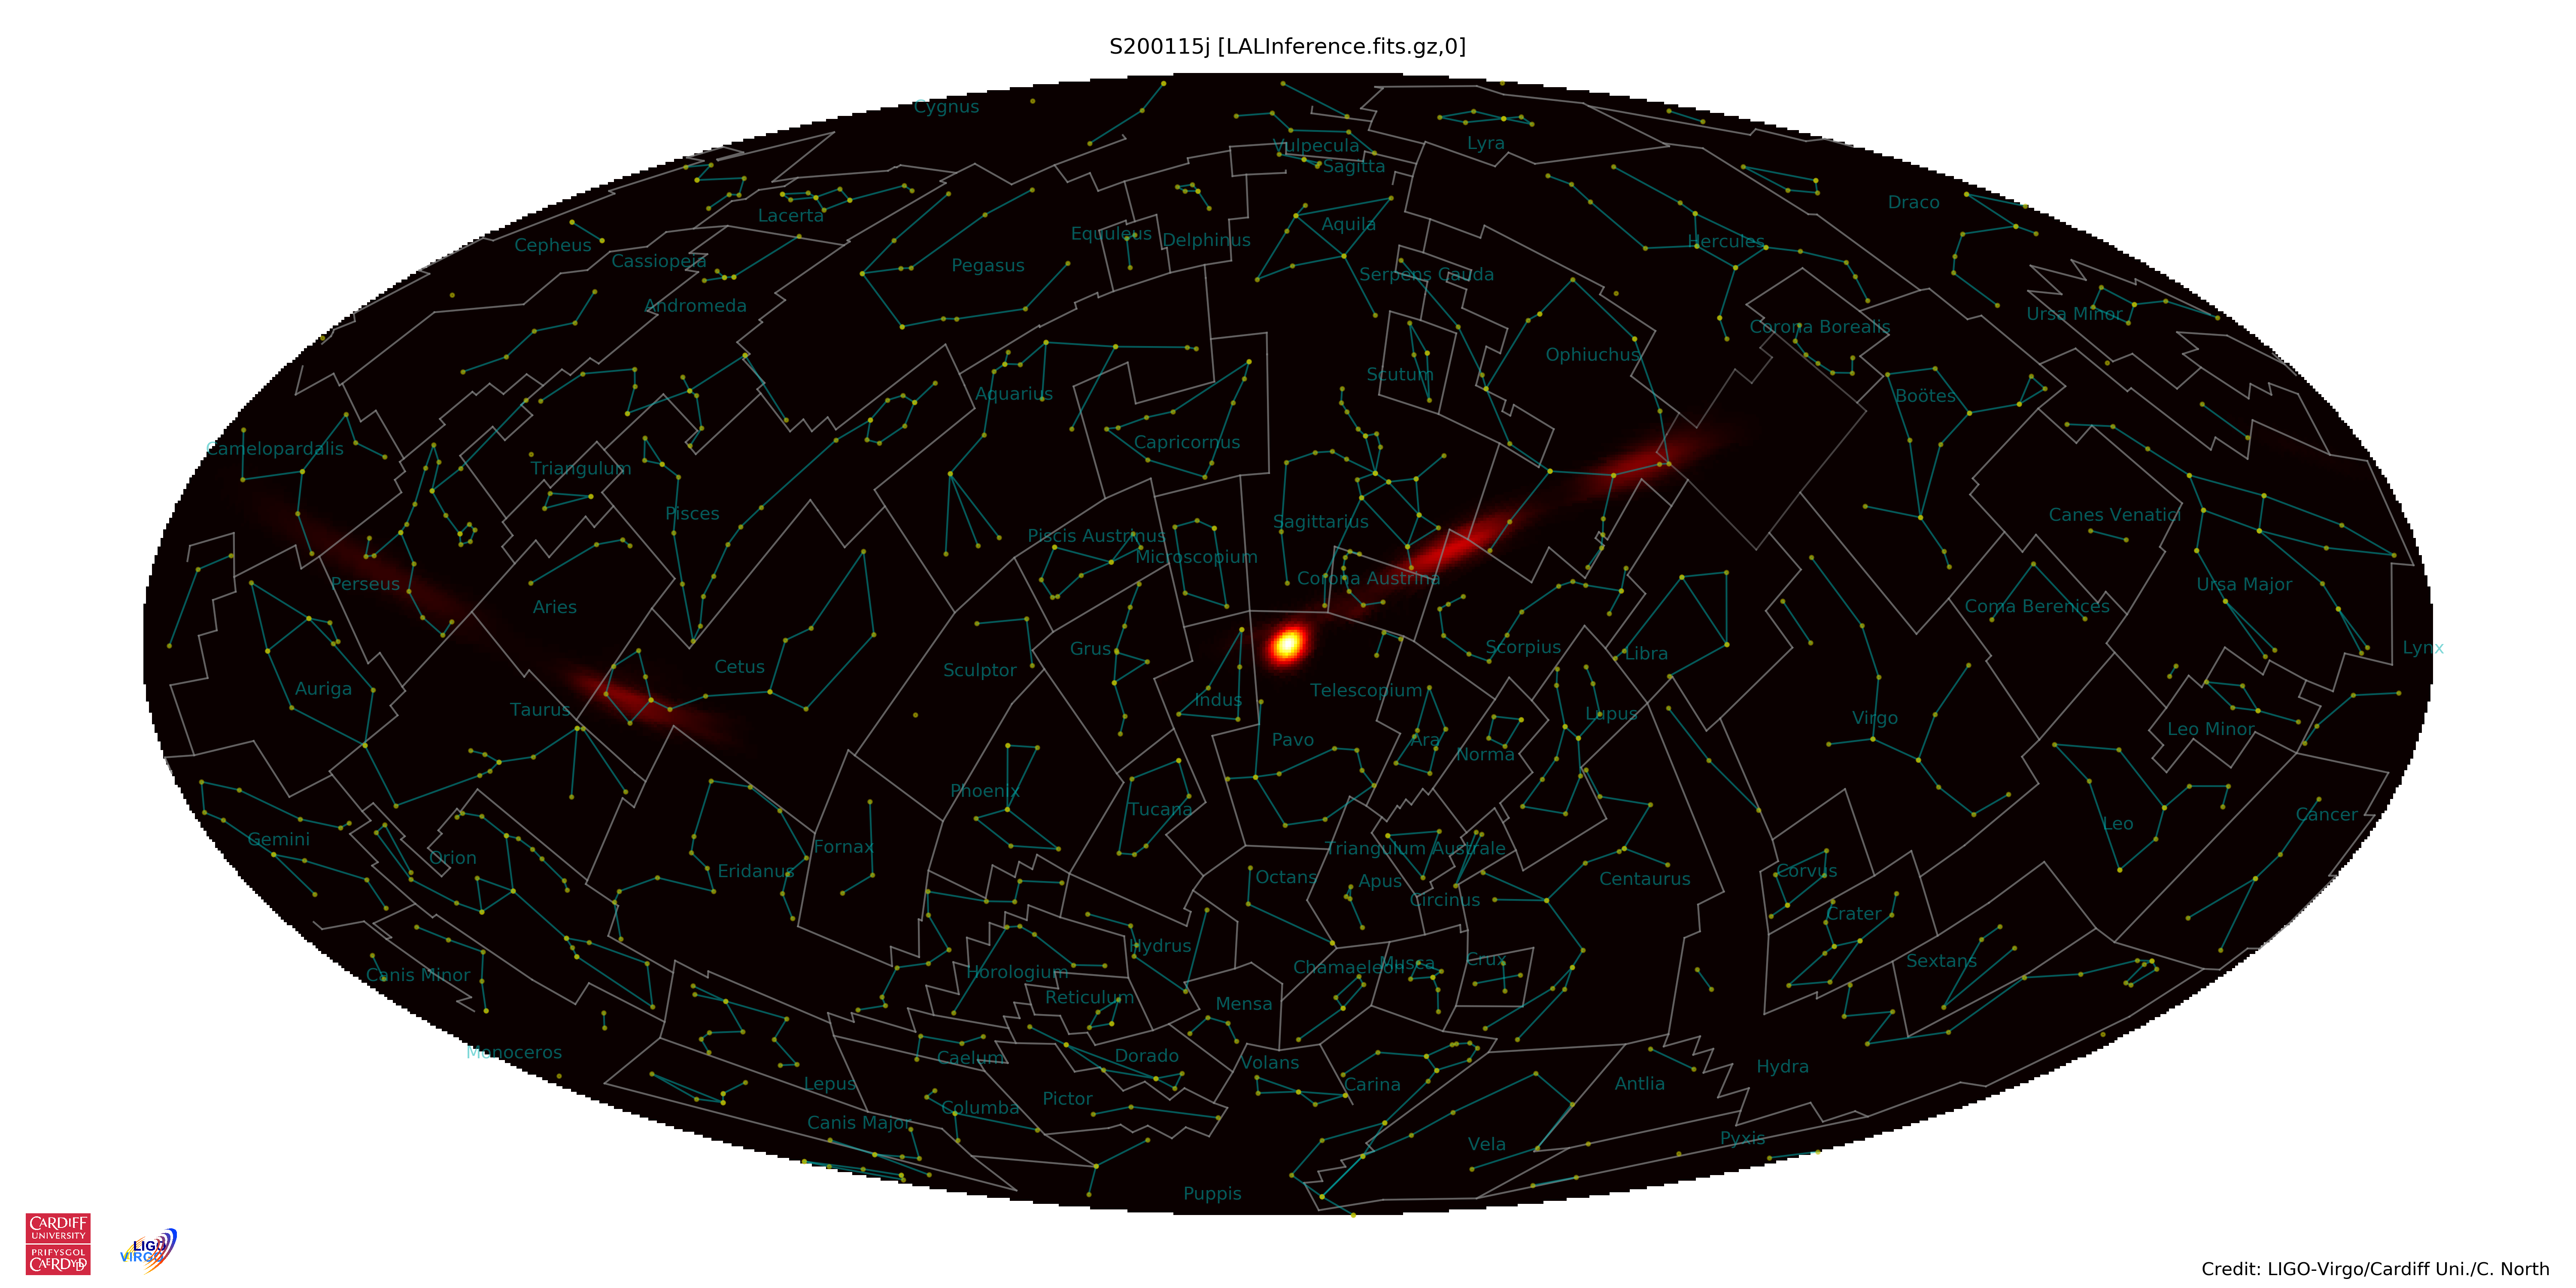 S200115j [LALInference.fits.gz,0]
Cygnus
Vulpecula
Lyra
Sagitta
Draco
Lacerta
Aquila
Equuleus
Delphinus
Hercules
Cepheus
Cassiopeia
Pegasus
Serpens Cauda
Andromeda
Ursa Minor
Corona Borealis
Ophiuchus
Scutum
Aquarius
Boötes
Capricornus
Camelopardalis
Triangulum
Pisces
Sagittarius
Canes Venatici
Piscis Austrinus
Microscopium
Corona Austrina
Perseus
Ursa Major
Aries
Coma Berenices
Grus
Scorpius
Lynx
Libra
Cetus
Sculptor
Auriga
Telescopium
Indus
Taurus
Lupus
Virgo
Leo Minor
Pavo
Ara
Norma
Phoenix
Tucana
Cancer
Leo
Gemini
Fornax
Triangulum Australe
Orion
Eridanus
Corvus
Octans
Apus
Centaurus
Circinus
Crater
Hydrus
Crux
Sextans
Musca
Chamaeleon
Horologium
Canis Minor
Reticulum
Mensa
Monoceros
Caelum
Dorado
Volans
Hydra
Lepus
Carina
Antlia
Pictor
Columba
Canis Major
Pyxis
Vela
Puppis
CARDIFF
UNIVERSITY
PRIFYSGOL
CAERDYDD
LIGO
VIRGO
Credit: LIGO-Virgo/Cardiff Uni./C. North